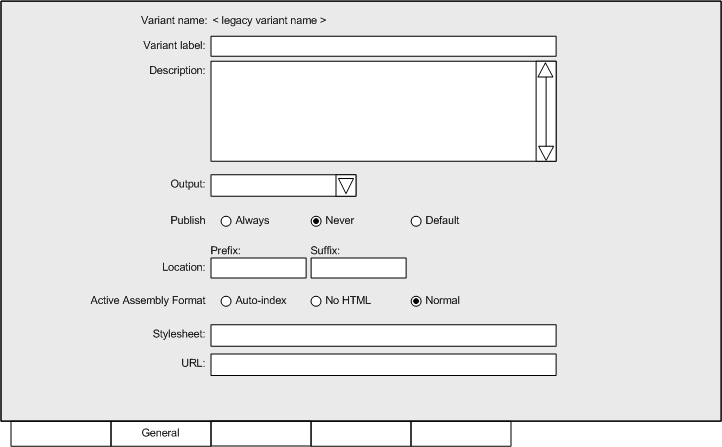 Variant name: < legacy variant name >
Variant label:
Description:
Output:
Publish Always Never Default
Prefix: Suffix:
Location:
Active Assembly Format Auto-index No HTML Normal
Stylesheet:
URL:
General